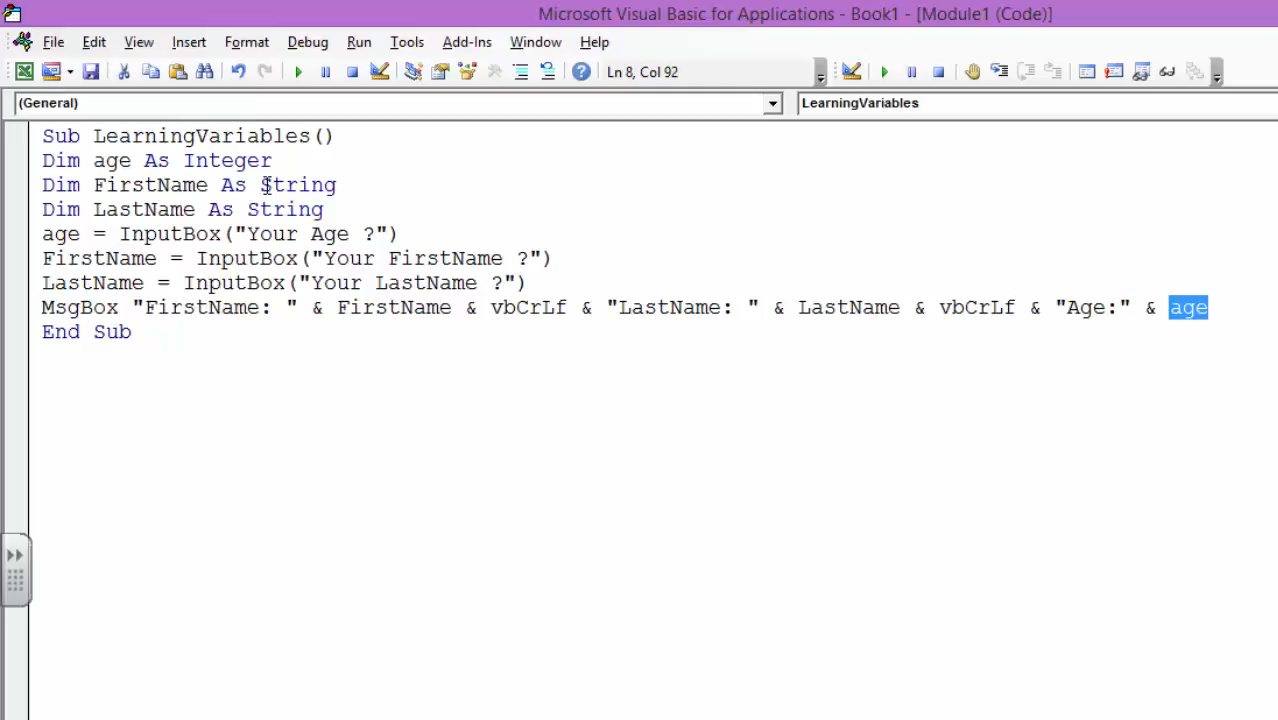 Microsoft Visual Basic for Applications - Book1 - [Module1 (Code)]
File Edit View Insert Format Debug Run Tools Add-Ins Window Help
Ln 8, Col 92
(General) LearningVariables
Sub LearningVariables()
Dim age As Integer
Dim FirstName As String
Dim LastName As String
age = InputBox("Your Age ?")
FirstName = InputBox("Your FirstName ?")
LastName = InputBox("Your LastName ?")
MsgBox "FirstName: " & FirstName & vbCrLf & "LastName: " & LastName & vbCrLf & "Age:" & age
End Sub